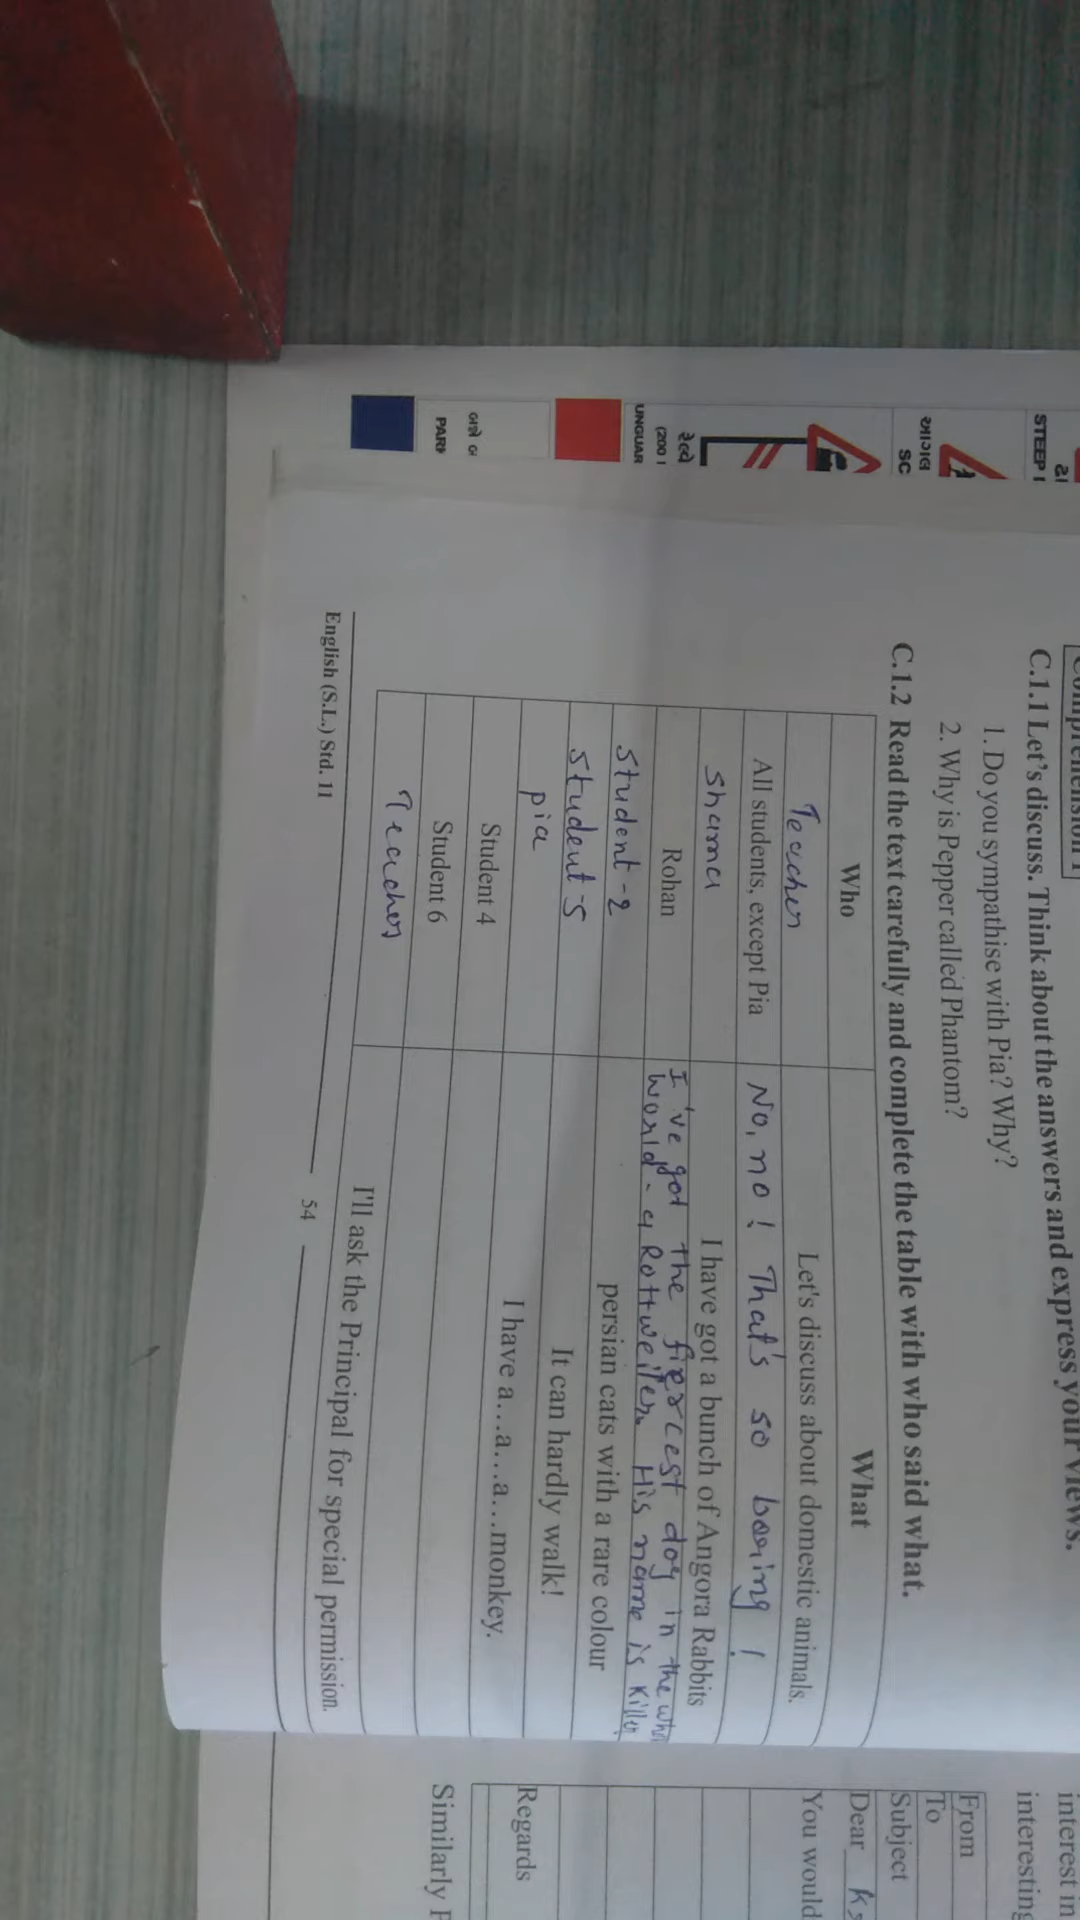 Comprehension I
C.1.1 Let's discuss. Think about the answers and express your views.
1. Do you sympathise with Pia? Why?
2. Why is Pepper called Phantom?
C.1.2 Read the text carefully and complete the table with who said what.
Who What
Teacher Let's discuss about domestic animals.
All students, except Pia No, no! That's so boring!
Shama I have got a bunch of Angora Rabbits
Rohan I've got the fiercest dog in the
world - a Rottweiler. His name is Killer
Student -2 persian cats with a rare colour
Student -5 It can hardly walk!
pia I have a...a...a...monkey.
Student 4
Student 6
Teacher I'll ask the Principal for special permission.
English (S.L.) Std. 11 54
STEEP
આગળ
SC
રેલ્વે
(200
UNGUAR
PARK
interest in
interesting
From
To
Subject
Dear
You would
Regards
Similarly